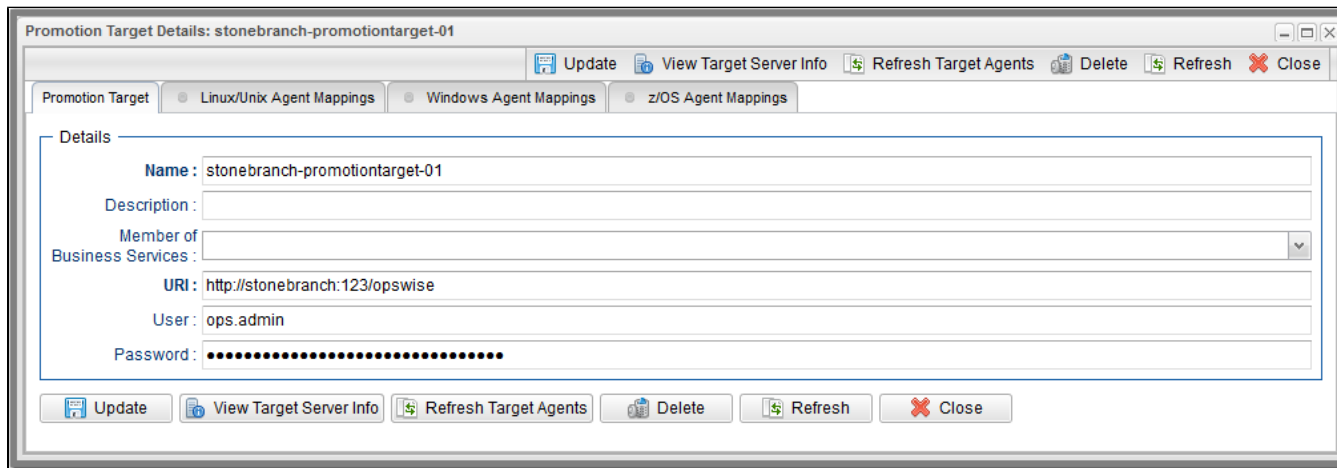 Promotion Target Details: stonebranch-promotiontarget-01
Update View Target Server Info Refresh Target Agents Delete Refresh Close
Promotion Target Linux/Unix Agent Mappings Windows Agent Mappings z/OS Agent Mappings
Details
Name : stonebranch-promotiontarget-01
Description :
Member of
Business Services :
URI : http://stonebranch:123/opswise
User : ops.admin
Password : ••••••••••••••••••••••••••••••••
Update View Target Server Info Refresh Target Agents Delete Refresh Close